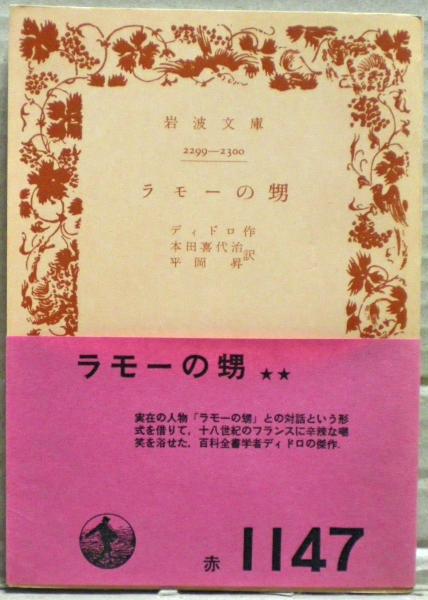 岩波文庫
2299—2300
ラモーの甥
ディドロ作
本田喜代治
平岡昇訳
ラモーの甥 ★★
実在の人物「ラモーの甥」との対話という形
式を借りて，十八世紀のフランスに辛辣な嘲
笑を浴せた，百科全書学者ディドロの傑作．
赤 1147